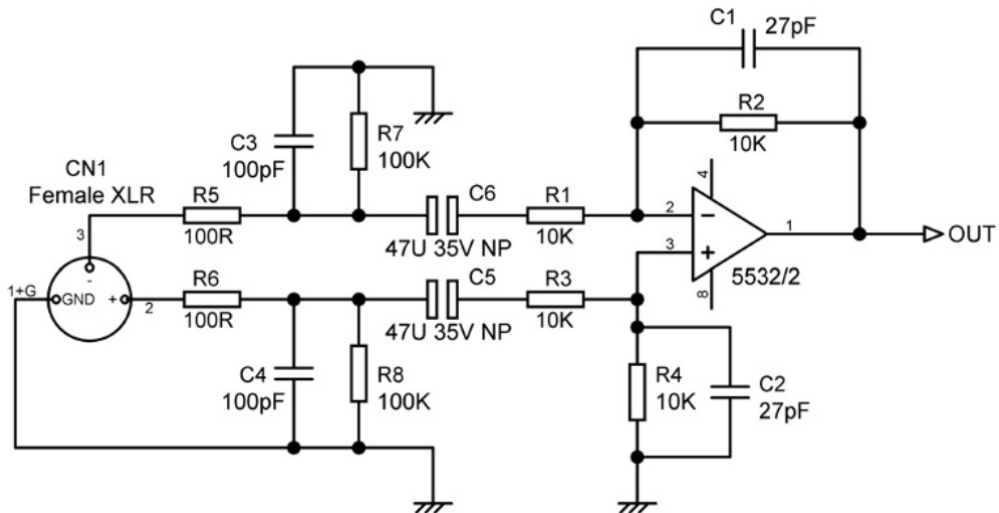 C1
27pF
R2
10K
C3
100pF
R7
100K
CN1
Female XLR
R5
100R
C6
47U 35V NP
R1
10K
3
-
1+G
GND
+
2
R6
100R
C5
47U 35V NP
R3
10K
2
3
4
8
−
+
1
5532/2
OUT
C4
100pF
R8
100K
R4
10K
C2
27pF